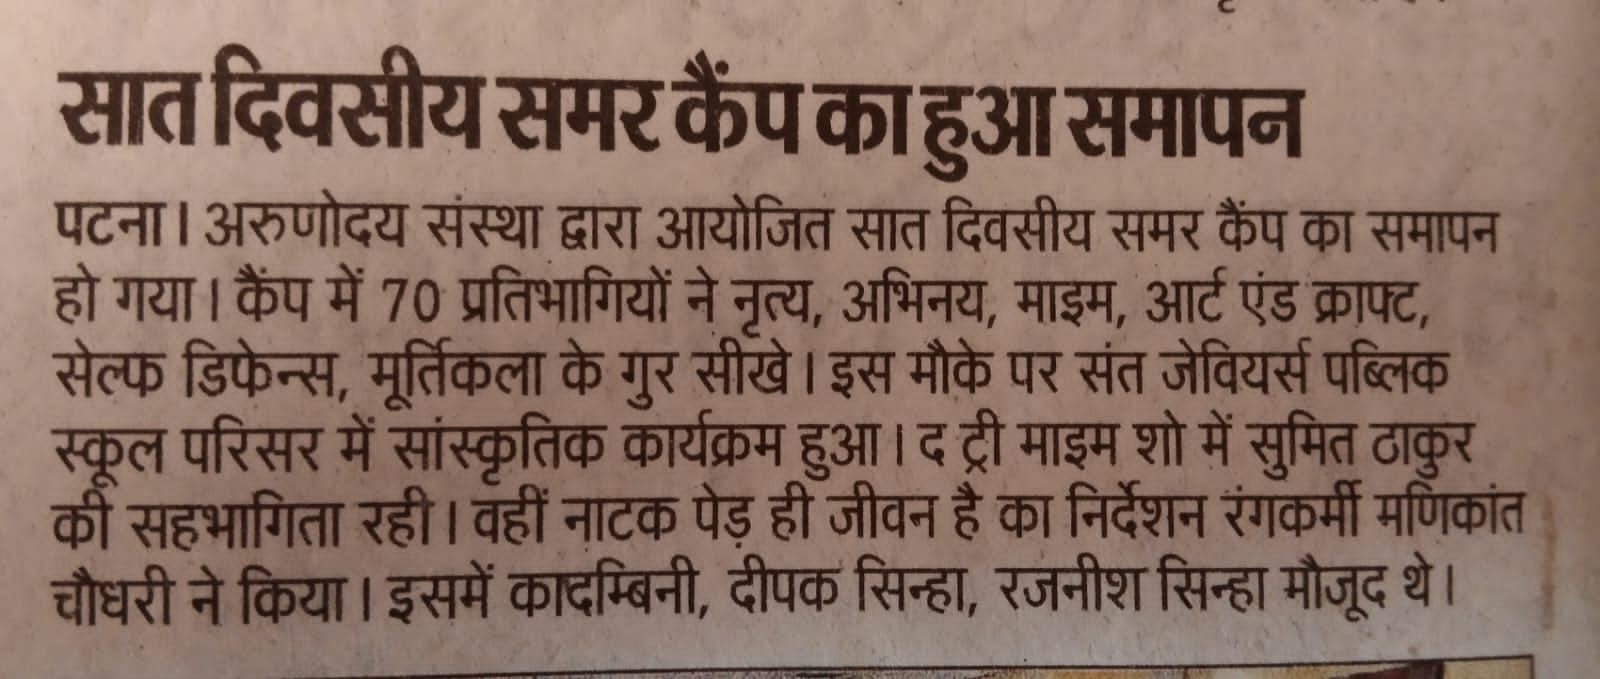 सात दिवसीय समर कैंप का हुआ समापन
पटना। अरुणोदय संस्था द्वारा आयोजित सात दिवसीय समर कैंप का समापन
हो गया। कैंप में 70 प्रतिभागियों ने नृत्य, अभिनय, माइम, आर्ट एंड क्राफ्ट,
सेल्फ डिफेन्स, मूर्तिकला के गुर सीखे। इस मौके पर संत जेवियर्स पब्लिक
स्कूल परिसर में सांस्कृतिक कार्यक्रम हुआ। द ट्री माइम शो में सुमित ठाकुर
की सहभागिता रही। वहीं नाटक पेड़ ही जीवन है का निर्देशन रंगकर्मी मणिकांत
चौधरी ने किया। इसमें कादम्बिनी, दीपक सिन्हा, रजनीश सिन्हा मौजूद थे।